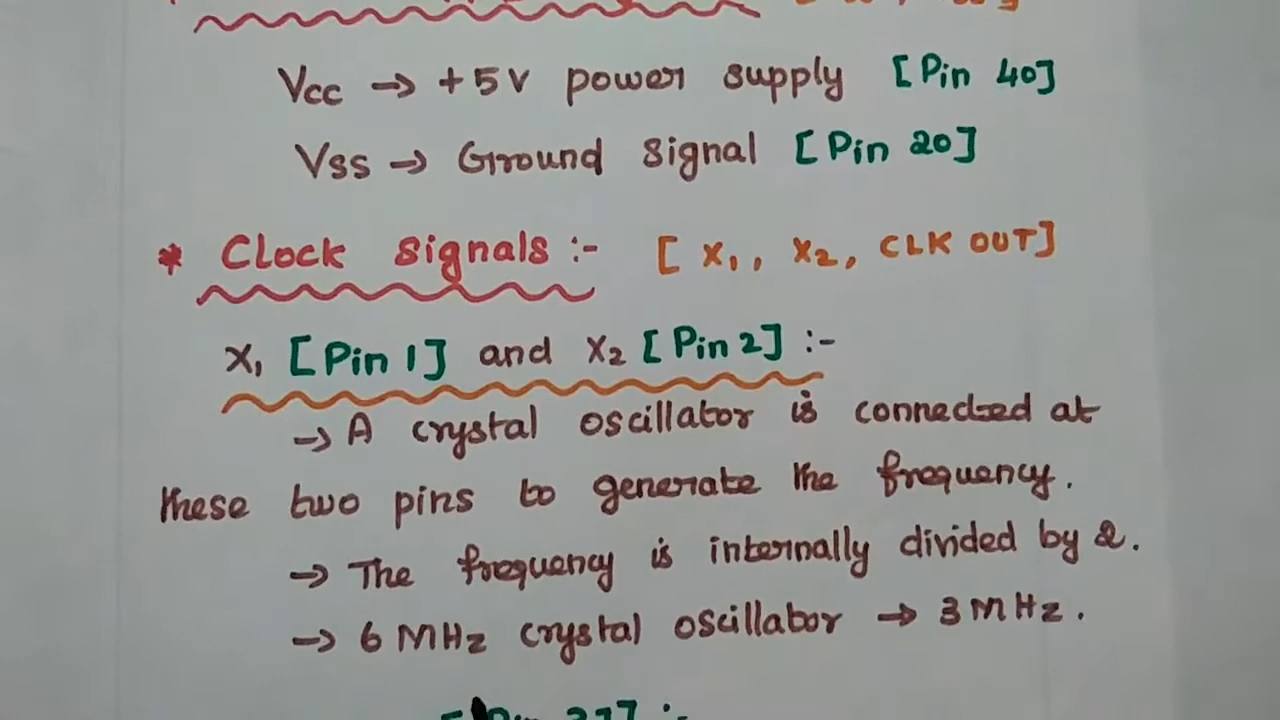 Vcc → +5V power supply [Pin 40]
Vss → Ground signal [Pin 20]
* Clock signals :- [ X₁, X₂, CLK OUT]
X₁ [Pin 1] and X₂ [Pin 2] :-
→ A crystal oscillator is connected at
these two pins to generate the frequency.
→ The frequency is internally divided by 2.
→ 6 MHz crystal oscillator → 3 MHz.
[Pin 37] :-